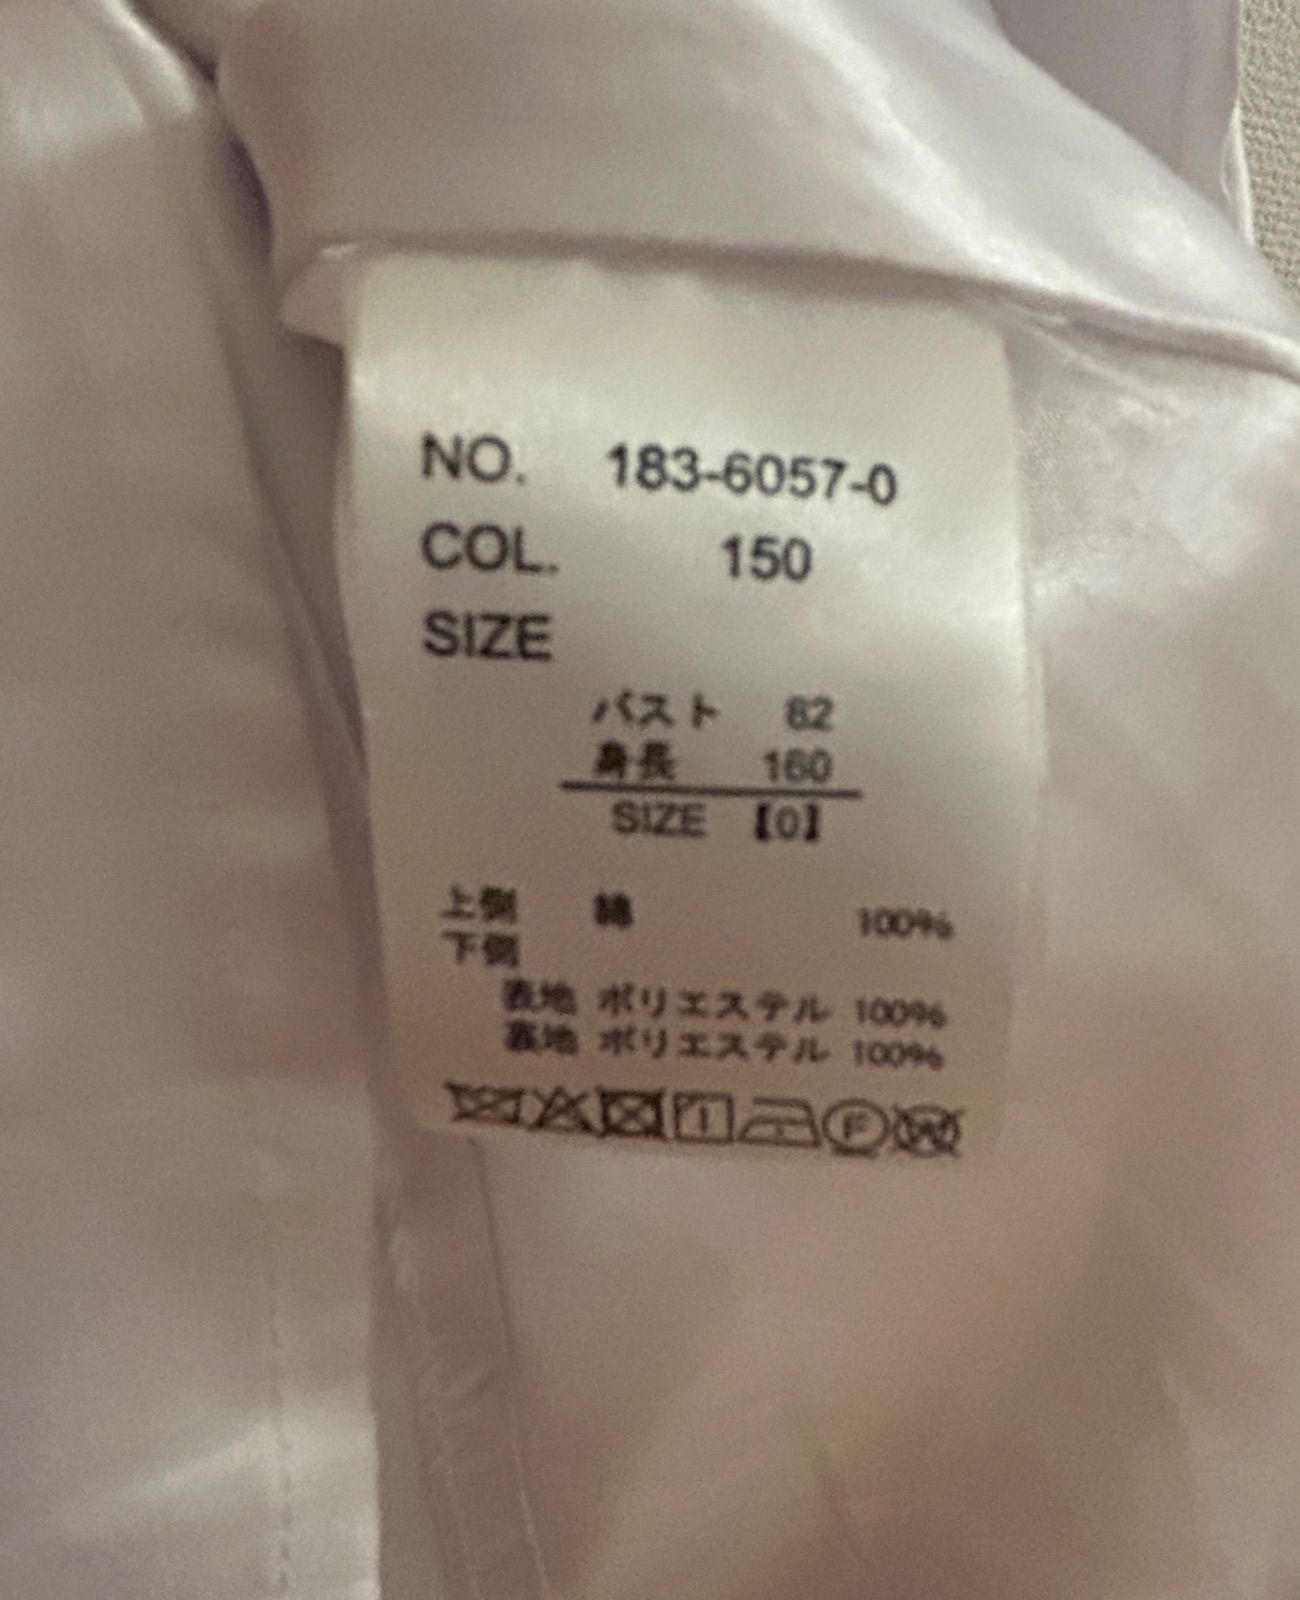 NO. 183-6057-0
COL. 150
SIZE
バスト 82
身長 160
SIZE 【0】
上側 綿 100%
下側
表地 ポリエステル 100%
裏地 ポリエステル 100%